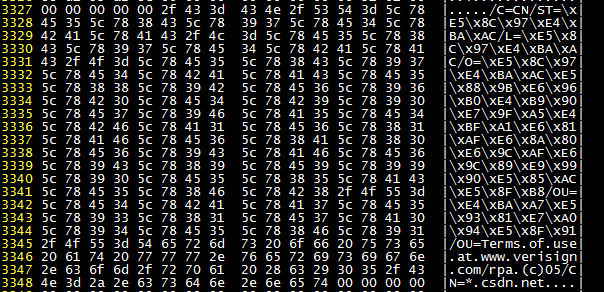 3327 00 00 00 00 00 2f 43 3d 43 4e 2f 53 54 3d 5c 78 |...../C=CN/ST=\x|
3328 45 35 5c 78 38 43 5c 78 39 37 5c 78 45 34 5c 78 |E5\x8C\x97\xE4\x|
3329 42 41 5c 78 41 43 2f 4c 3d 5c 78 45 35 5c 78 38 |BA\xAC/L=\xE5\x8|
3330 43 5c 78 39 37 5c 78 45 34 5c 78 42 41 5c 78 41 |C\x97\xE4\xBA\xA|
3331 43 2f 4f 3d 5c 78 45 35 5c 78 38 43 5c 78 39 37 |C/O=\xE5\x8C\x97|
3332 5c 78 45 34 5c 78 42 41 5c 78 41 43 5c 78 45 35 |\xE4\xBA\xAC\xE5|
3333 5c 78 38 38 5c 78 39 42 5c 78 45 36 5c 78 39 36 |\x88\x9B\xE6\x96|
3334 5c 78 42 30 5c 78 45 34 5c 78 42 39 5c 78 39 30 |\xB0\xE4\xB9\x90|
3335 5c 78 45 37 5c 78 39 46 5c 78 41 35 5c 78 45 34 |\xE7\x9F\xA5\xE4|
3336 5c 78 42 46 5c 78 41 31 5c 78 45 36 5c 78 38 31 |\xBF\xA1\xE6\x81|
3337 5c 78 41 46 5c 78 45 36 5c 78 38 41 5c 78 38 30 |\xAF\xE6\x8A\x80|
3338 5c 78 45 36 5c 78 39 43 5c 78 41 46 5c 78 45 36 |\xE6\x9C\xAF\xE6|
3339 5c 78 39 43 5c 78 38 39 5c 78 45 39 5c 78 39 39 |\x9C\x89\xE9\x99|
3340 5c 78 39 30 5c 78 45 35 5c 78 38 35 5c 78 41 43 |\x90\xE5\x85\xAC|
3341 5c 78 45 35 5c 78 38 46 5c 78 42 38 2f 4f 55 3d |\xE5\x8F\xB8/OU=|
3342 5c 78 45 34 5c 78 42 41 5c 78 41 37 5c 78 45 35 |\xE4\xBA\xA7\xE5|
3343 5c 78 39 33 5c 78 38 31 5c 78 45 37 5c 78 41 30 |\x93\x81\xE7\xA0|
3344 5c 78 39 34 5c 78 45 35 5c 78 38 46 5c 78 39 31 |\x94\xE5\x8F\x91|
3345 2f 4f 55 3d 54 65 72 6d 73 20 6f 66 20 75 73 65 |/OU=Terms.of.use|
3346 20 61 74 20 77 77 77 2e 76 65 72 69 73 69 67 6e |.at.www.verisign|
3347 2e 63 6f 6d 2f 72 70 61 20 28 63 29 30 35 2f 43 |.com/rpa.(c)05/C|
3348 4e 3d 2a 2e 63 73 64 6e 2e 6e 65 74 00 00 00 00 |N=*.csdn.net....|